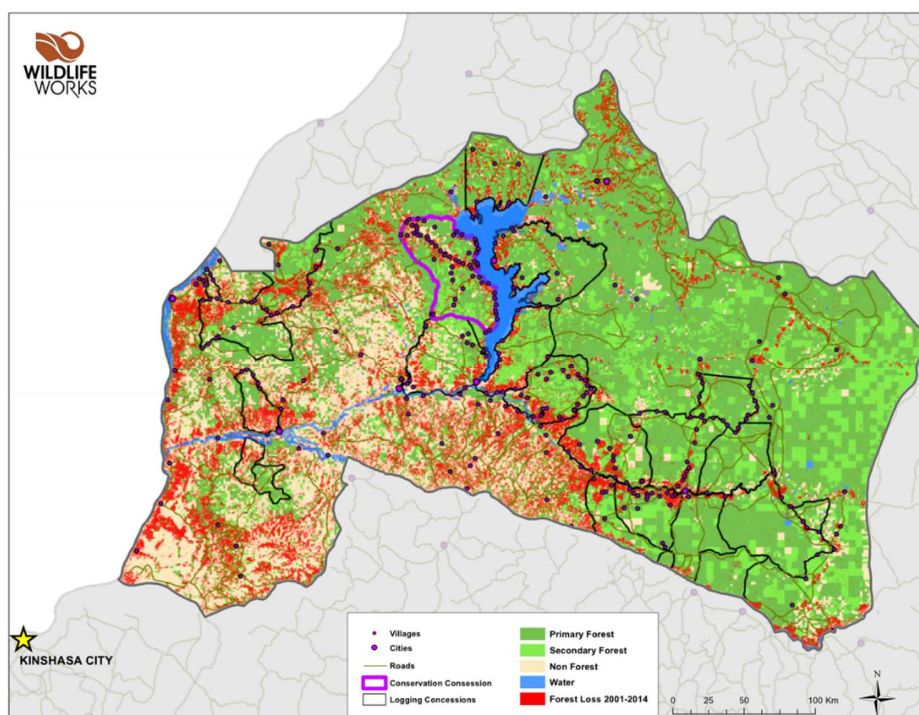 WILDLIFE
WORKS
KINSHASA CITY
Villages
Cities
Roads
Conservation Consession
Logging Concessions
Primary Forest
Secondary Forest
Non Forest
Water
Forest Loss 2001-2014
0 25 50 100 Km
N